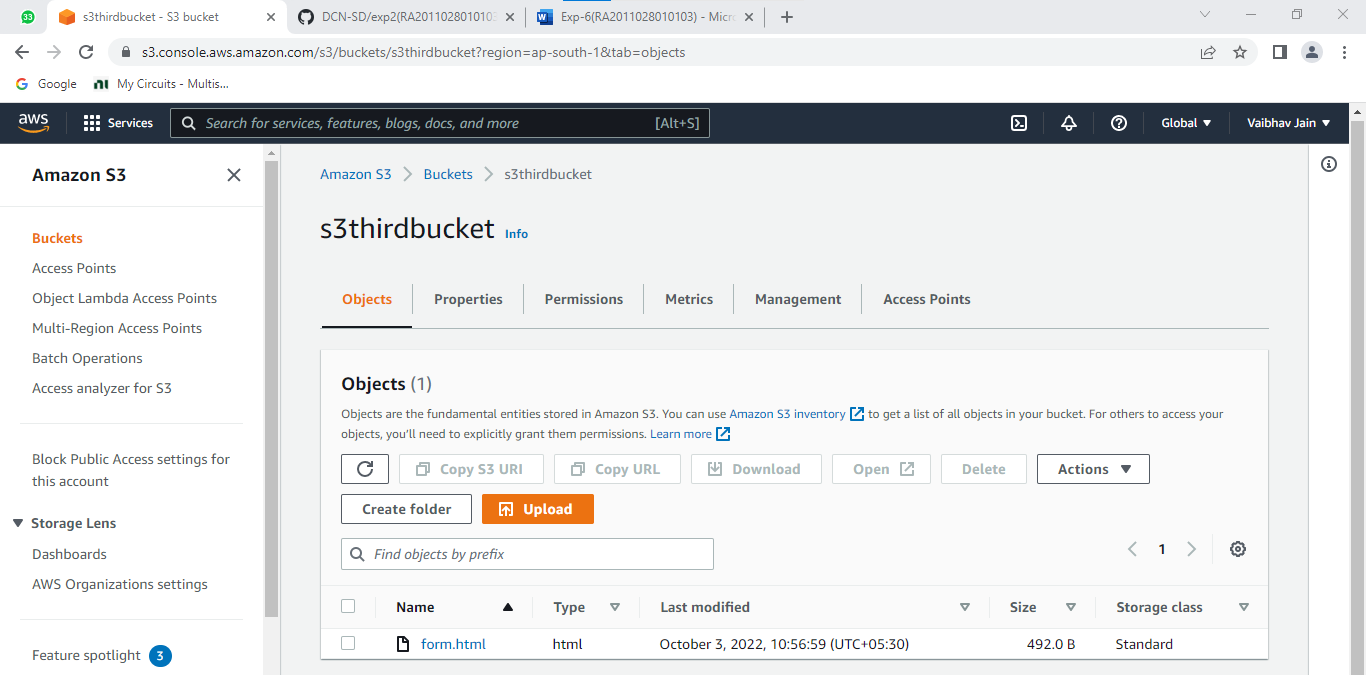 33
s3thirdbucket - S3 bucket
DCN-SD/exp2(RA2011028010103
Exp-6(RA2011028010103) - Micro
s3.console.aws.amazon.com/s3/buckets/s3thirdbucket?region=ap-south-1&tab=objects
G Google
My Circuits - Multis...
aws
Services
Search for services, features, blogs, docs, and more [Alt+S]
Global
Vaibhav Jain
Amazon S3
Buckets
Access Points
Object Lambda Access Points
Multi-Region Access Points
Batch Operations
Access analyzer for S3
Block Public Access settings for
this account
Storage Lens
Dashboards
AWS Organizations settings
Feature spotlight 3
Amazon S3 > Buckets > s3thirdbucket
s3thirdbucket Info
Objects Properties Permissions Metrics Management Access Points
Objects (1)
Objects are the fundamental entities stored in Amazon S3. You can use Amazon S3 inventory to get a list of all objects in your bucket. For others to access your
objects, you'll need to explicitly grant them permissions. Learn more
Copy S3 URI Copy URL Download Open Delete Actions
Create folder Upload
Find objects by prefix
1
Name Type Last modified Size Storage class
form.html html October 3, 2022, 10:56:59 (UTC+05:30) 492.0 B Standard